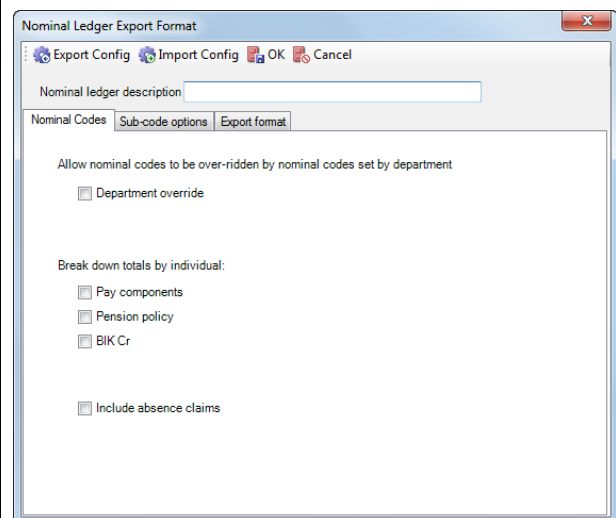 Nominal Ledger Export Format
Export Config Import Config OK Cancel
Nominal ledger description
Nominal Codes Sub-code options Export format
Allow nominal codes to be over-ridden by nominal codes set by department
Department override
Break down totals by individual:
Pay components
Pension policy
BIK Cr
Include absence claims